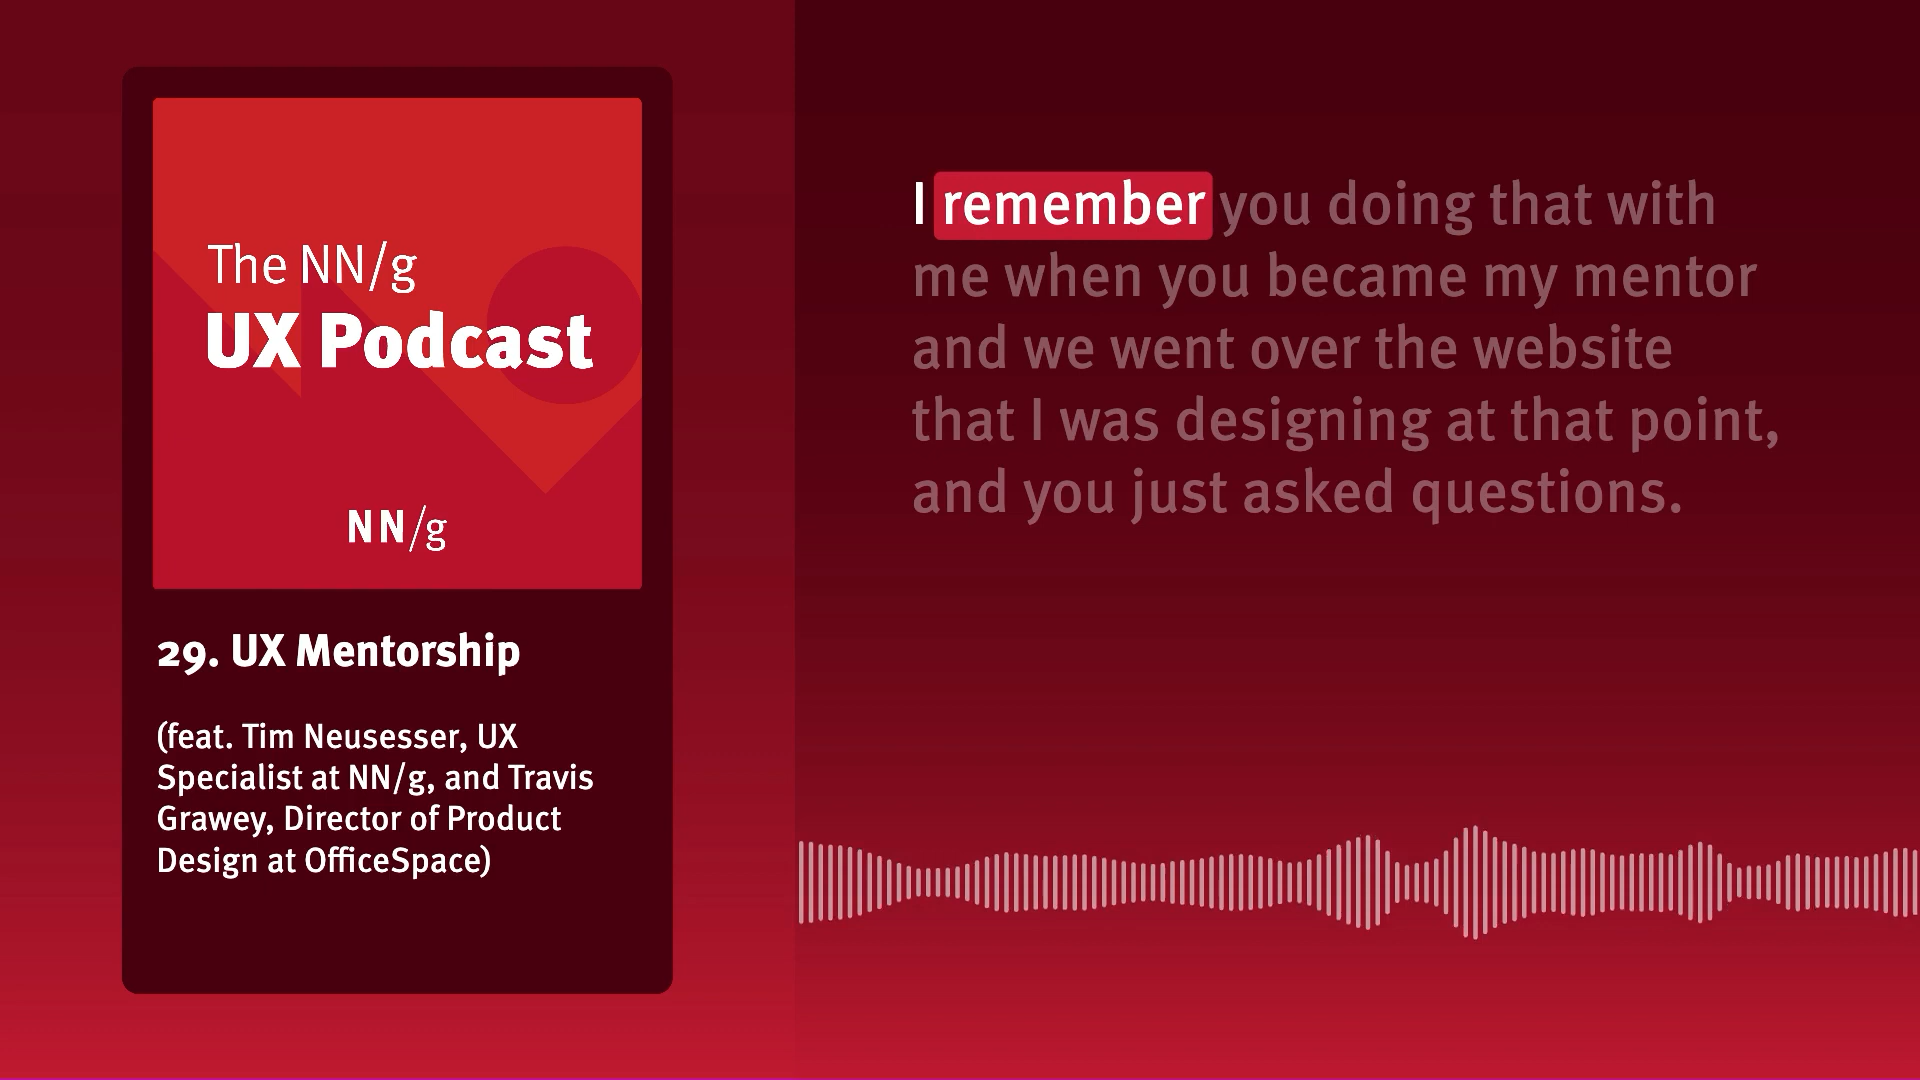 The NN/g
UX Podcast
NN/g
29. UX Mentorship
(feat. Tim Neusesser, UX
Specialist at NN/g, and Travis
Grawey, Director of Product
Design at OfficeSpace)
I remember you doing that with
me when you became my mentor
and we went over the website
that I was designing at that point,
and you just asked questions.